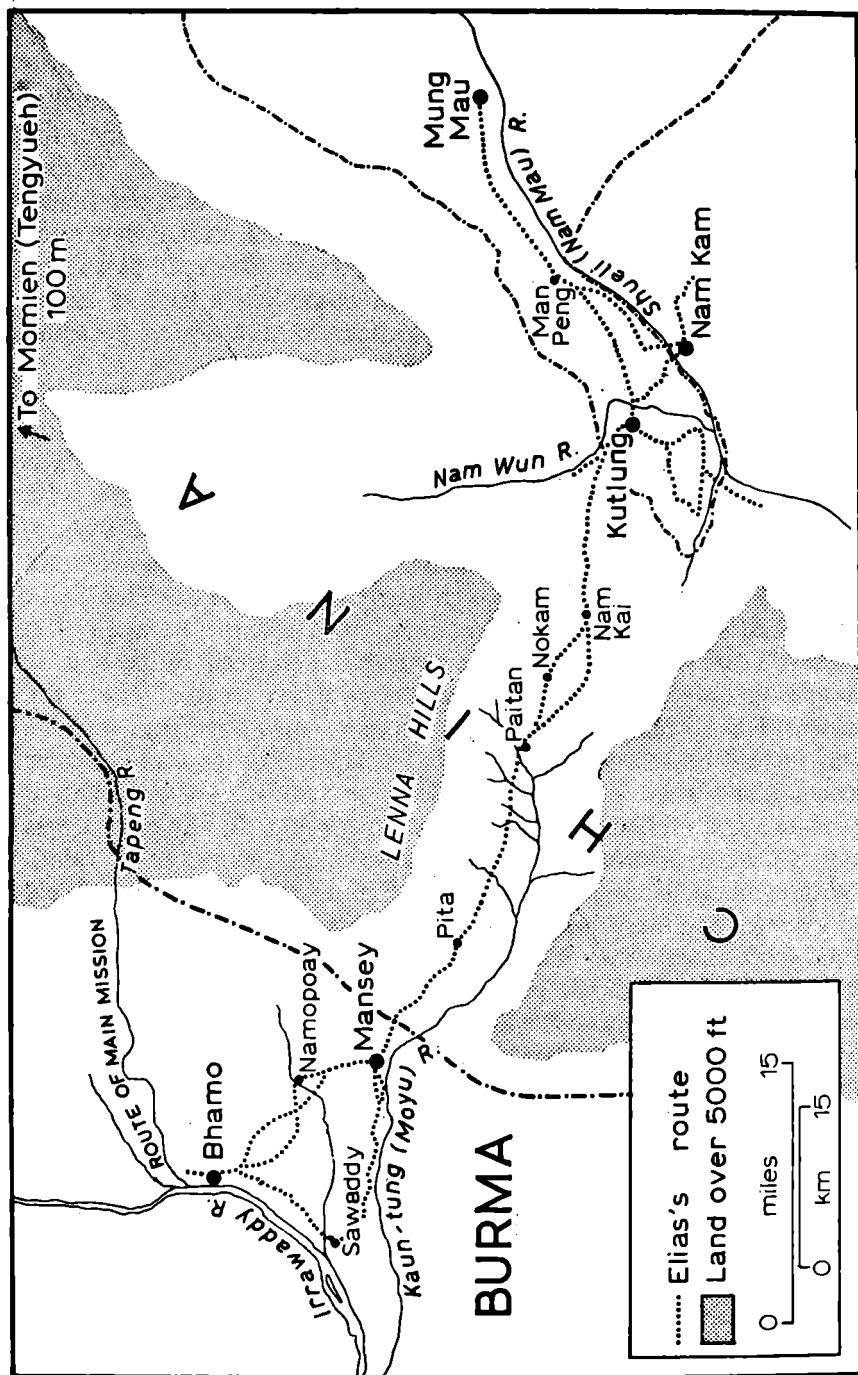 To Momien (Tengyueh)
100 m.
Mung
Mau
Shueli (Nam Mau) R.
Man
Peng
Nam Kam
Nam Wun R.
Kutlung
Nokam
Nam
Kai
Paitan
LENNA HILLS
CHINA
Tapeng R.
ROUTE OF MAIN MISSION
Pita
Namopoay
Mansey
Bhamo
Irrawaddy R.
Sawaddy
Kaun-tung (Moyu) R.
BURMA
Elias's route
Land over 5000 ft
0 miles 15
0 km 15